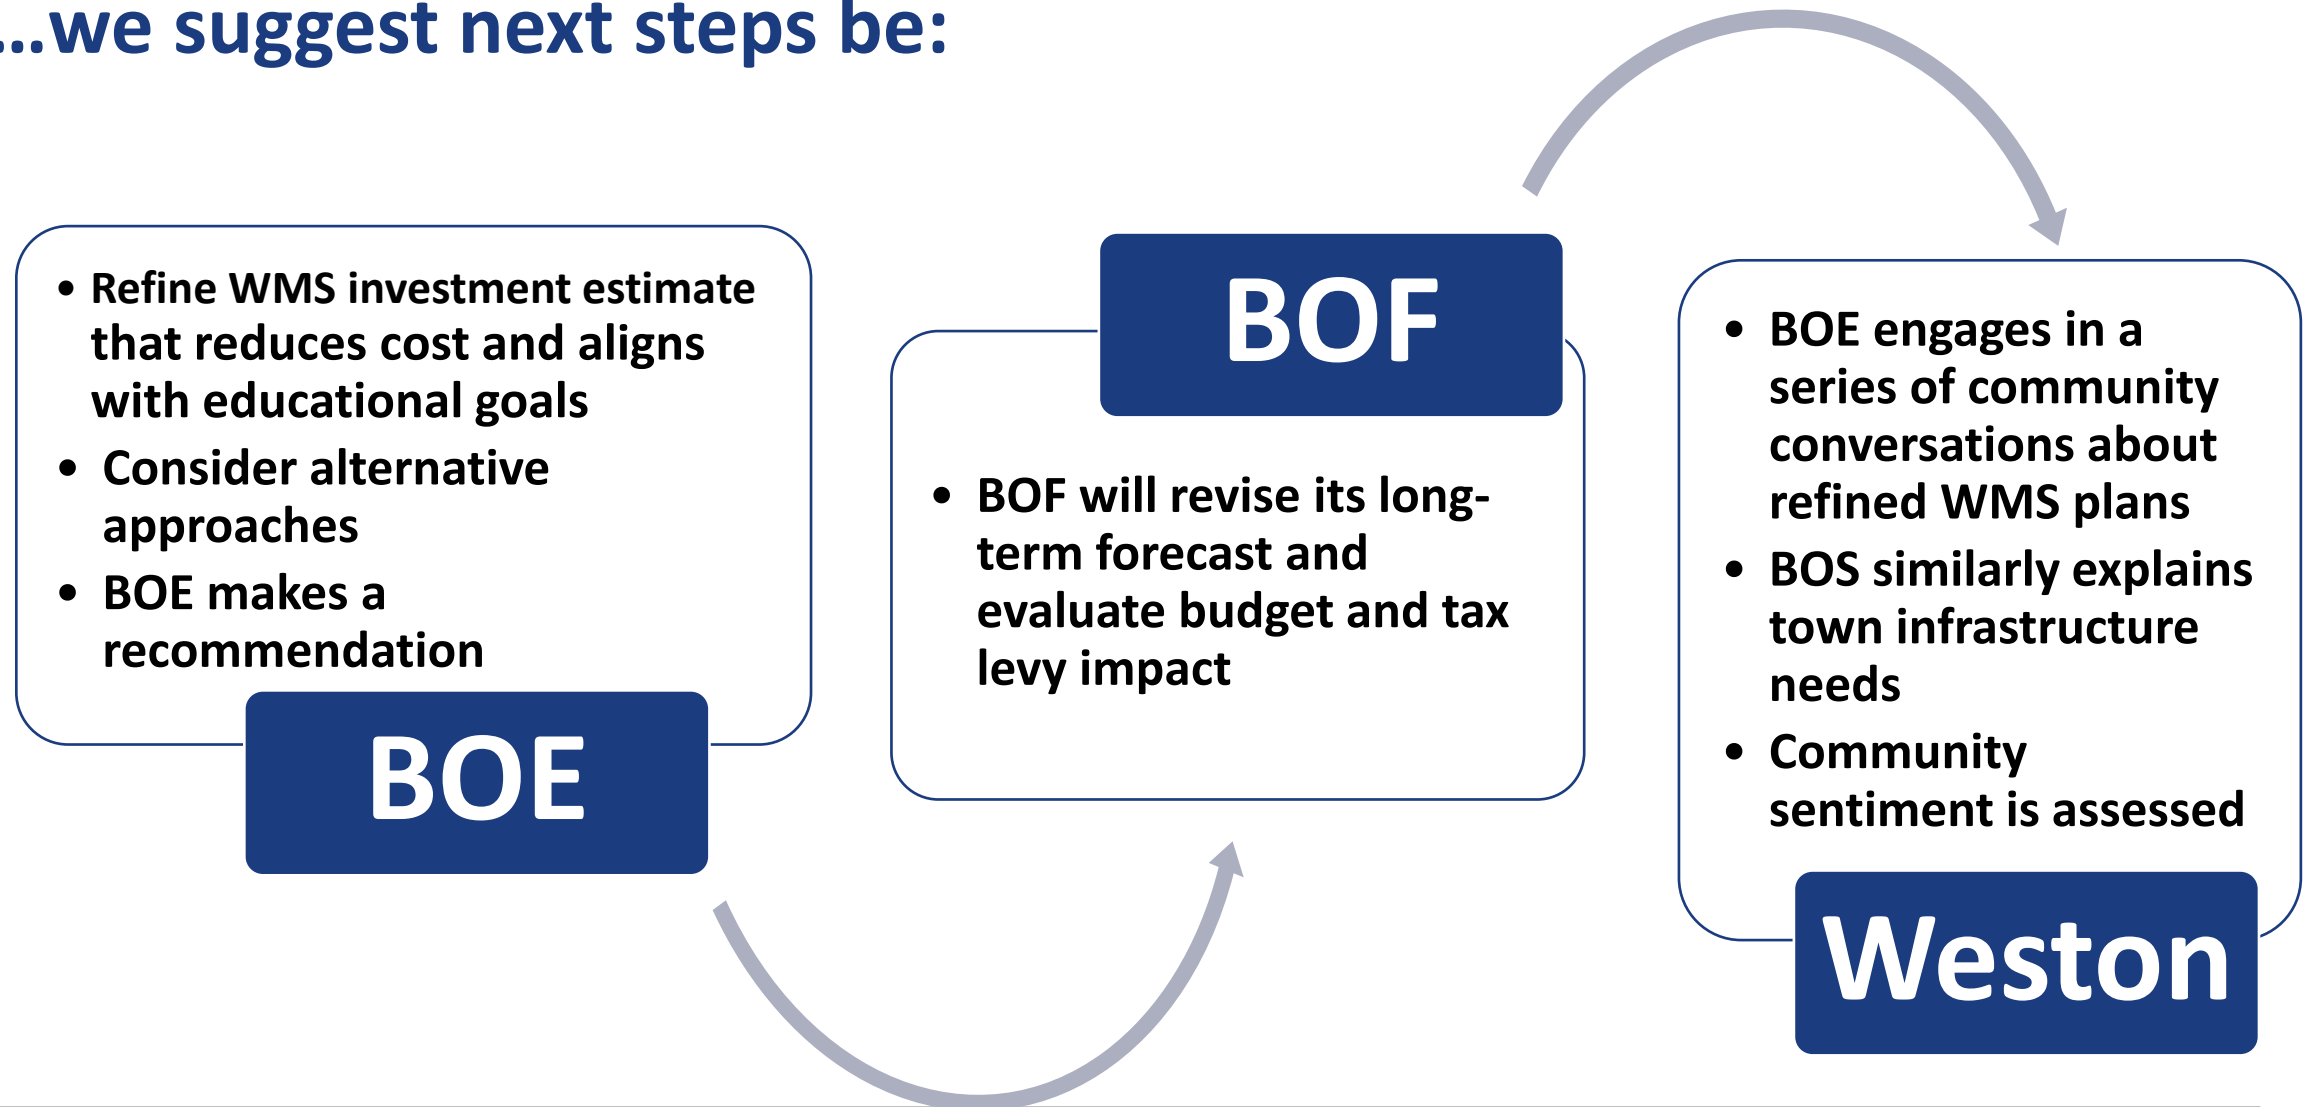 ...we suggest next steps be:
• Refine WMS investment estimate
that reduces cost and aligns
with educational goals
• Consider alternative
approaches
• BOE makes a
recommendation
BOE
BOF
• BOF will revise its long-
term forecast and
evaluate budget and tax
levy impact
• BOE engages in a
series of community
conversations about
refined WMS plans
• BOS similarly explains
town infrastructure
needs
• Community
sentiment is assessed
Weston